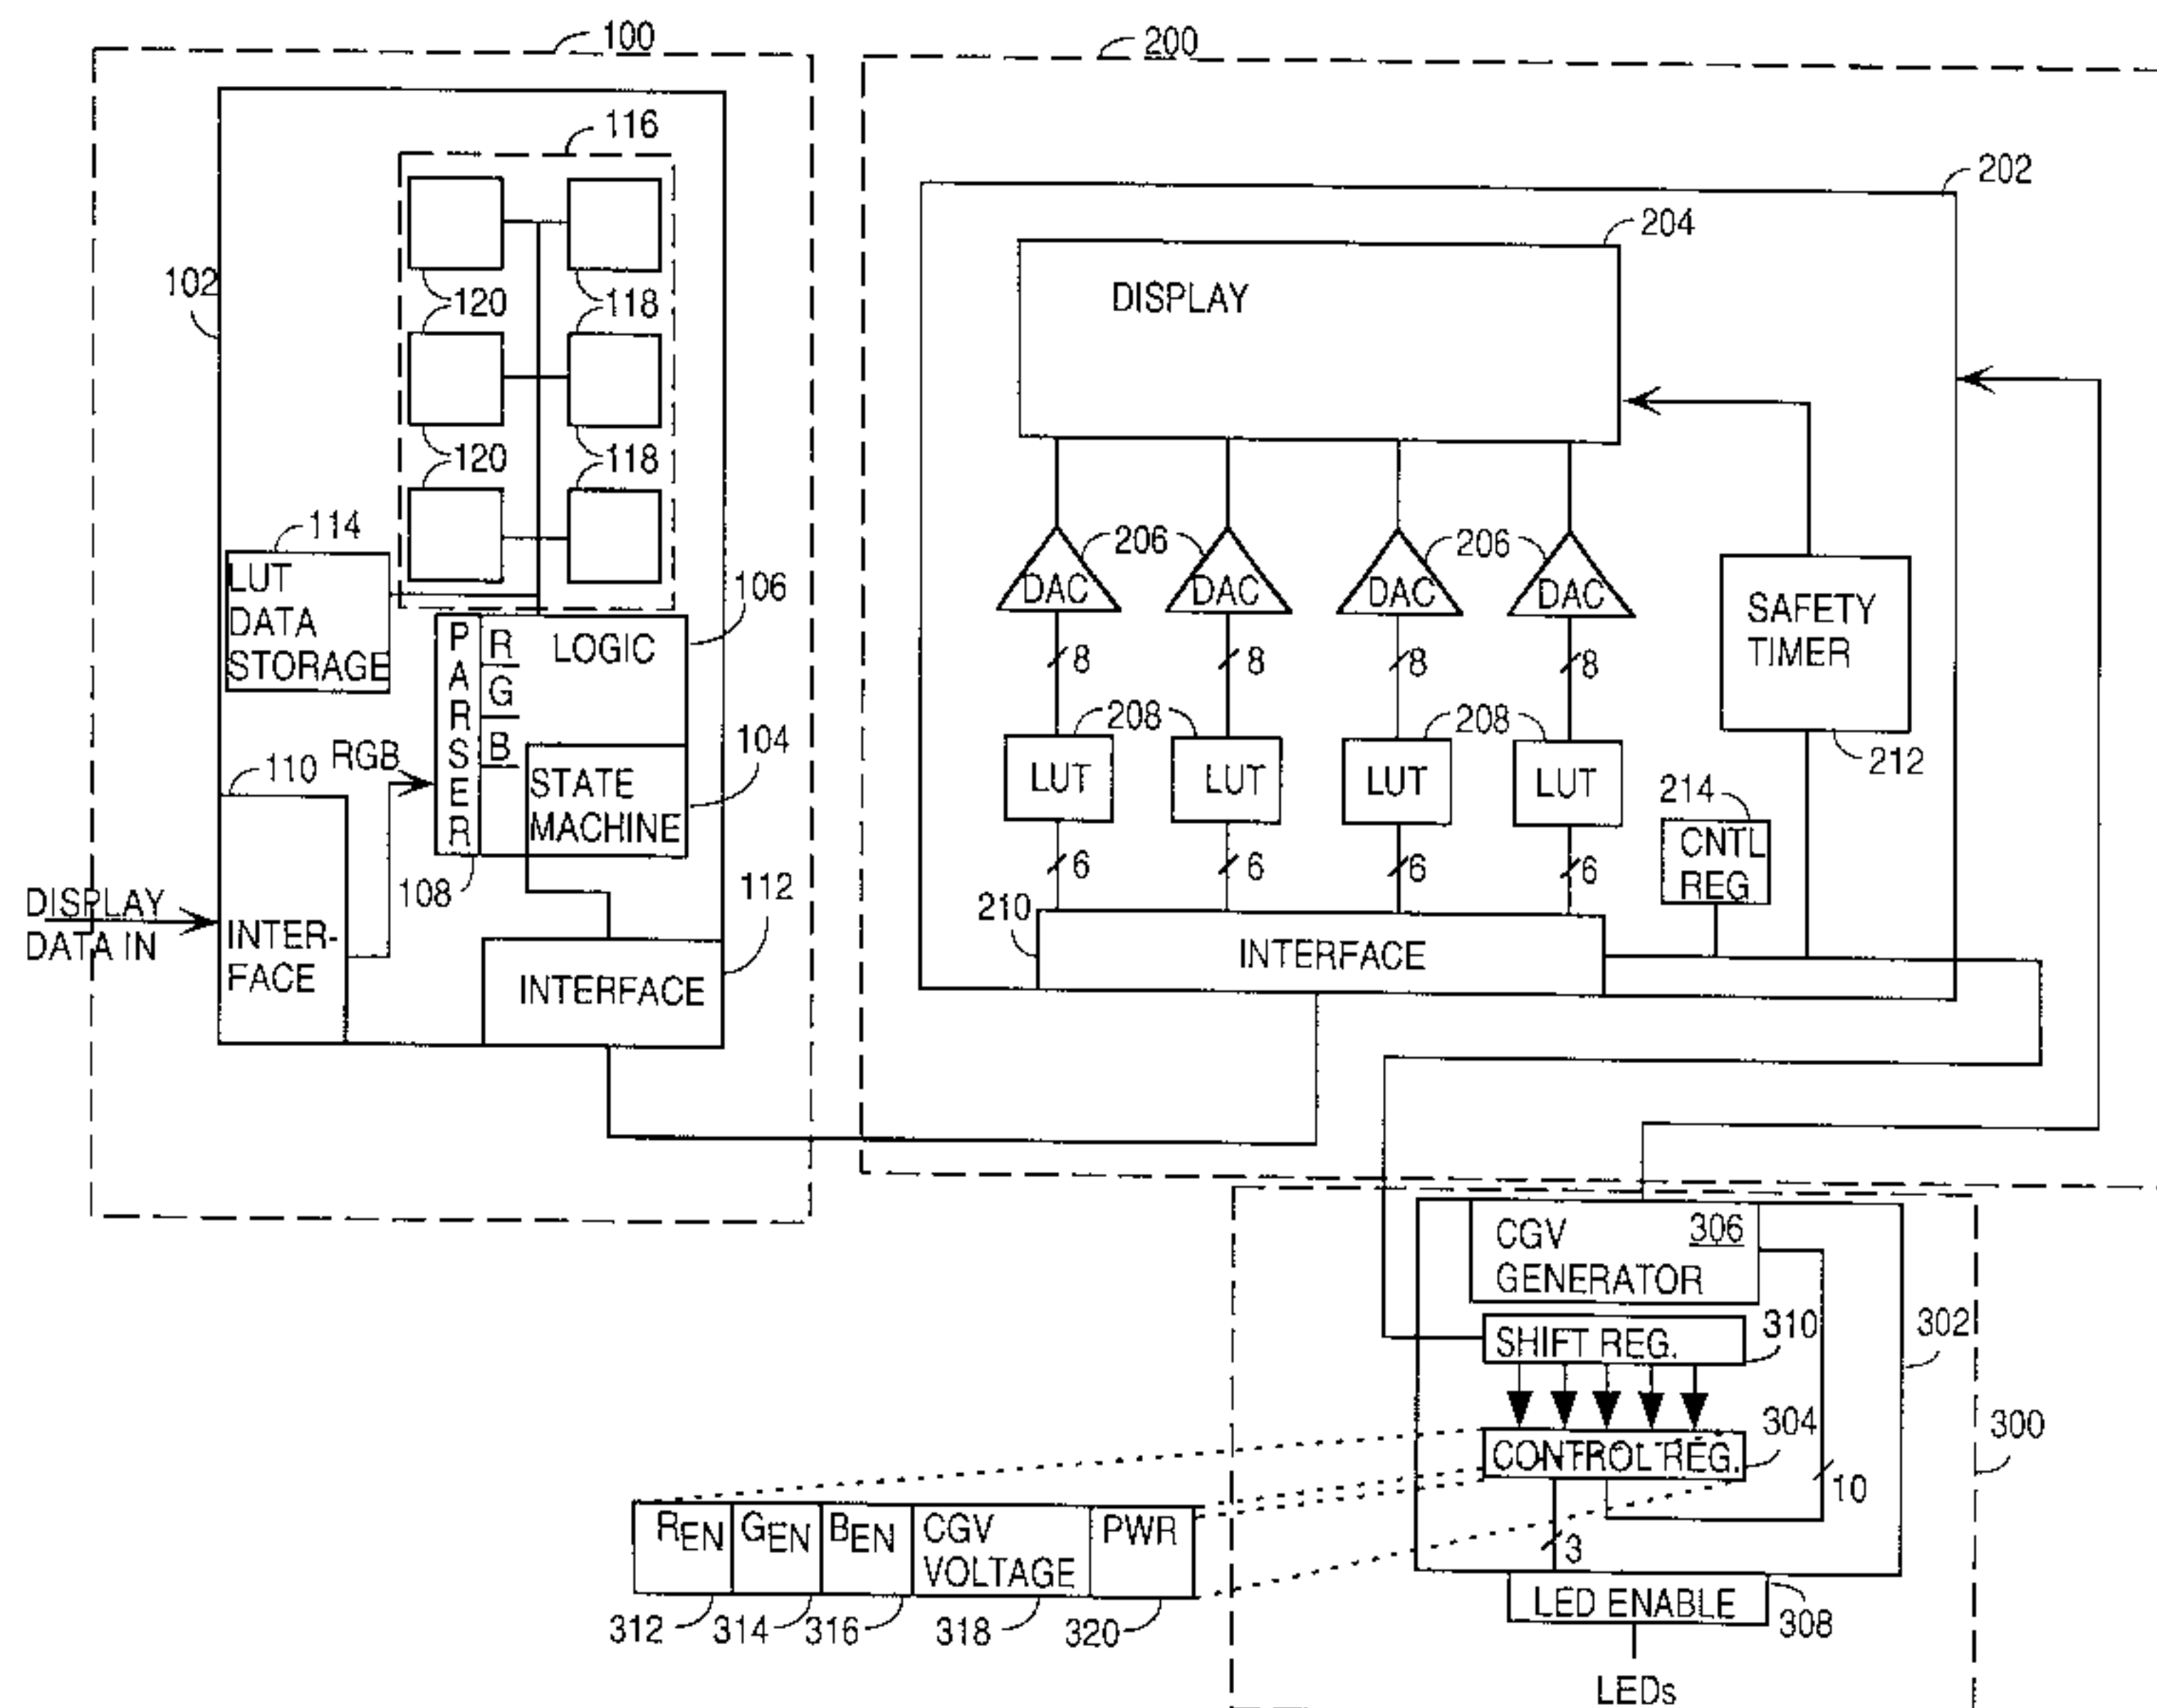 100
200
116
202
204
102
DISPLAY
120
118
120
118
114
LUT
DATA
STORAGE
106
P
A
R
S
E
R
R
G
B
LOGIC
206
206
DAC
DAC
DAC
DAC
SAFETY
TIMER
8
8
8
8
104
208
208
110
RGB
STATE
MACHINE
LUT
LUT
LUT
LUT
212
214
CNTL
REG
6
6
6
6
108
112
DISPLAY
DATA IN
INTER-
FACE
INTERFACE
210
INTERFACE
CGV
GENERATOR
306
SHIFT REG.
310
302
304
300
CONTROL REG.
10
REN
GEN
BEN
CGV
VOLTAGE
PWR
3
312
314
316
318
320
LED ENABLE
308
LEDs